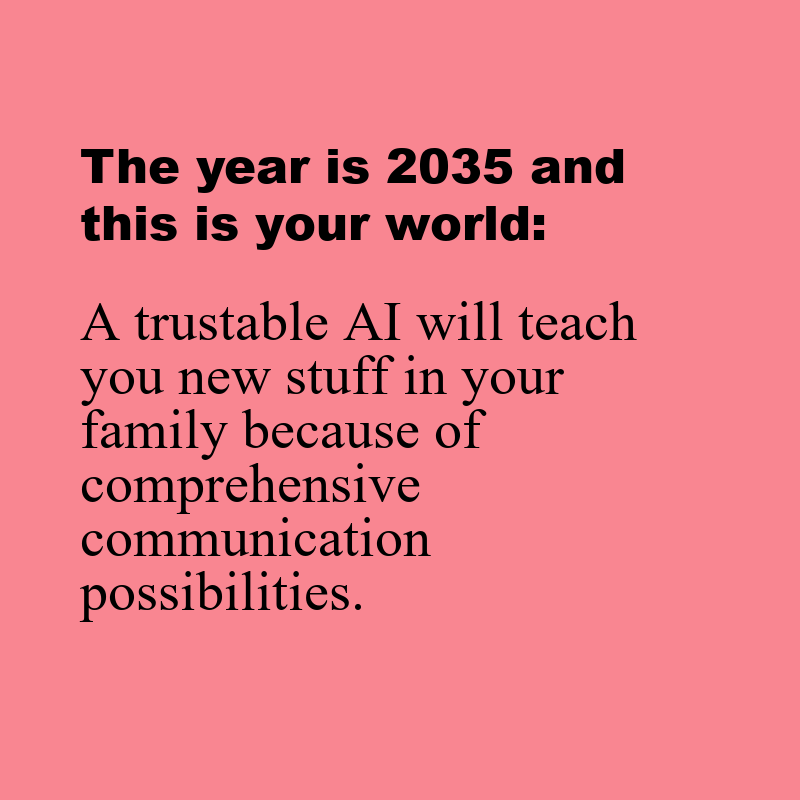 The year is 2035 and
this is your world:
A trustable AI will teach
you new stuff in your
family because of
comprehensive
communication
possibilities.